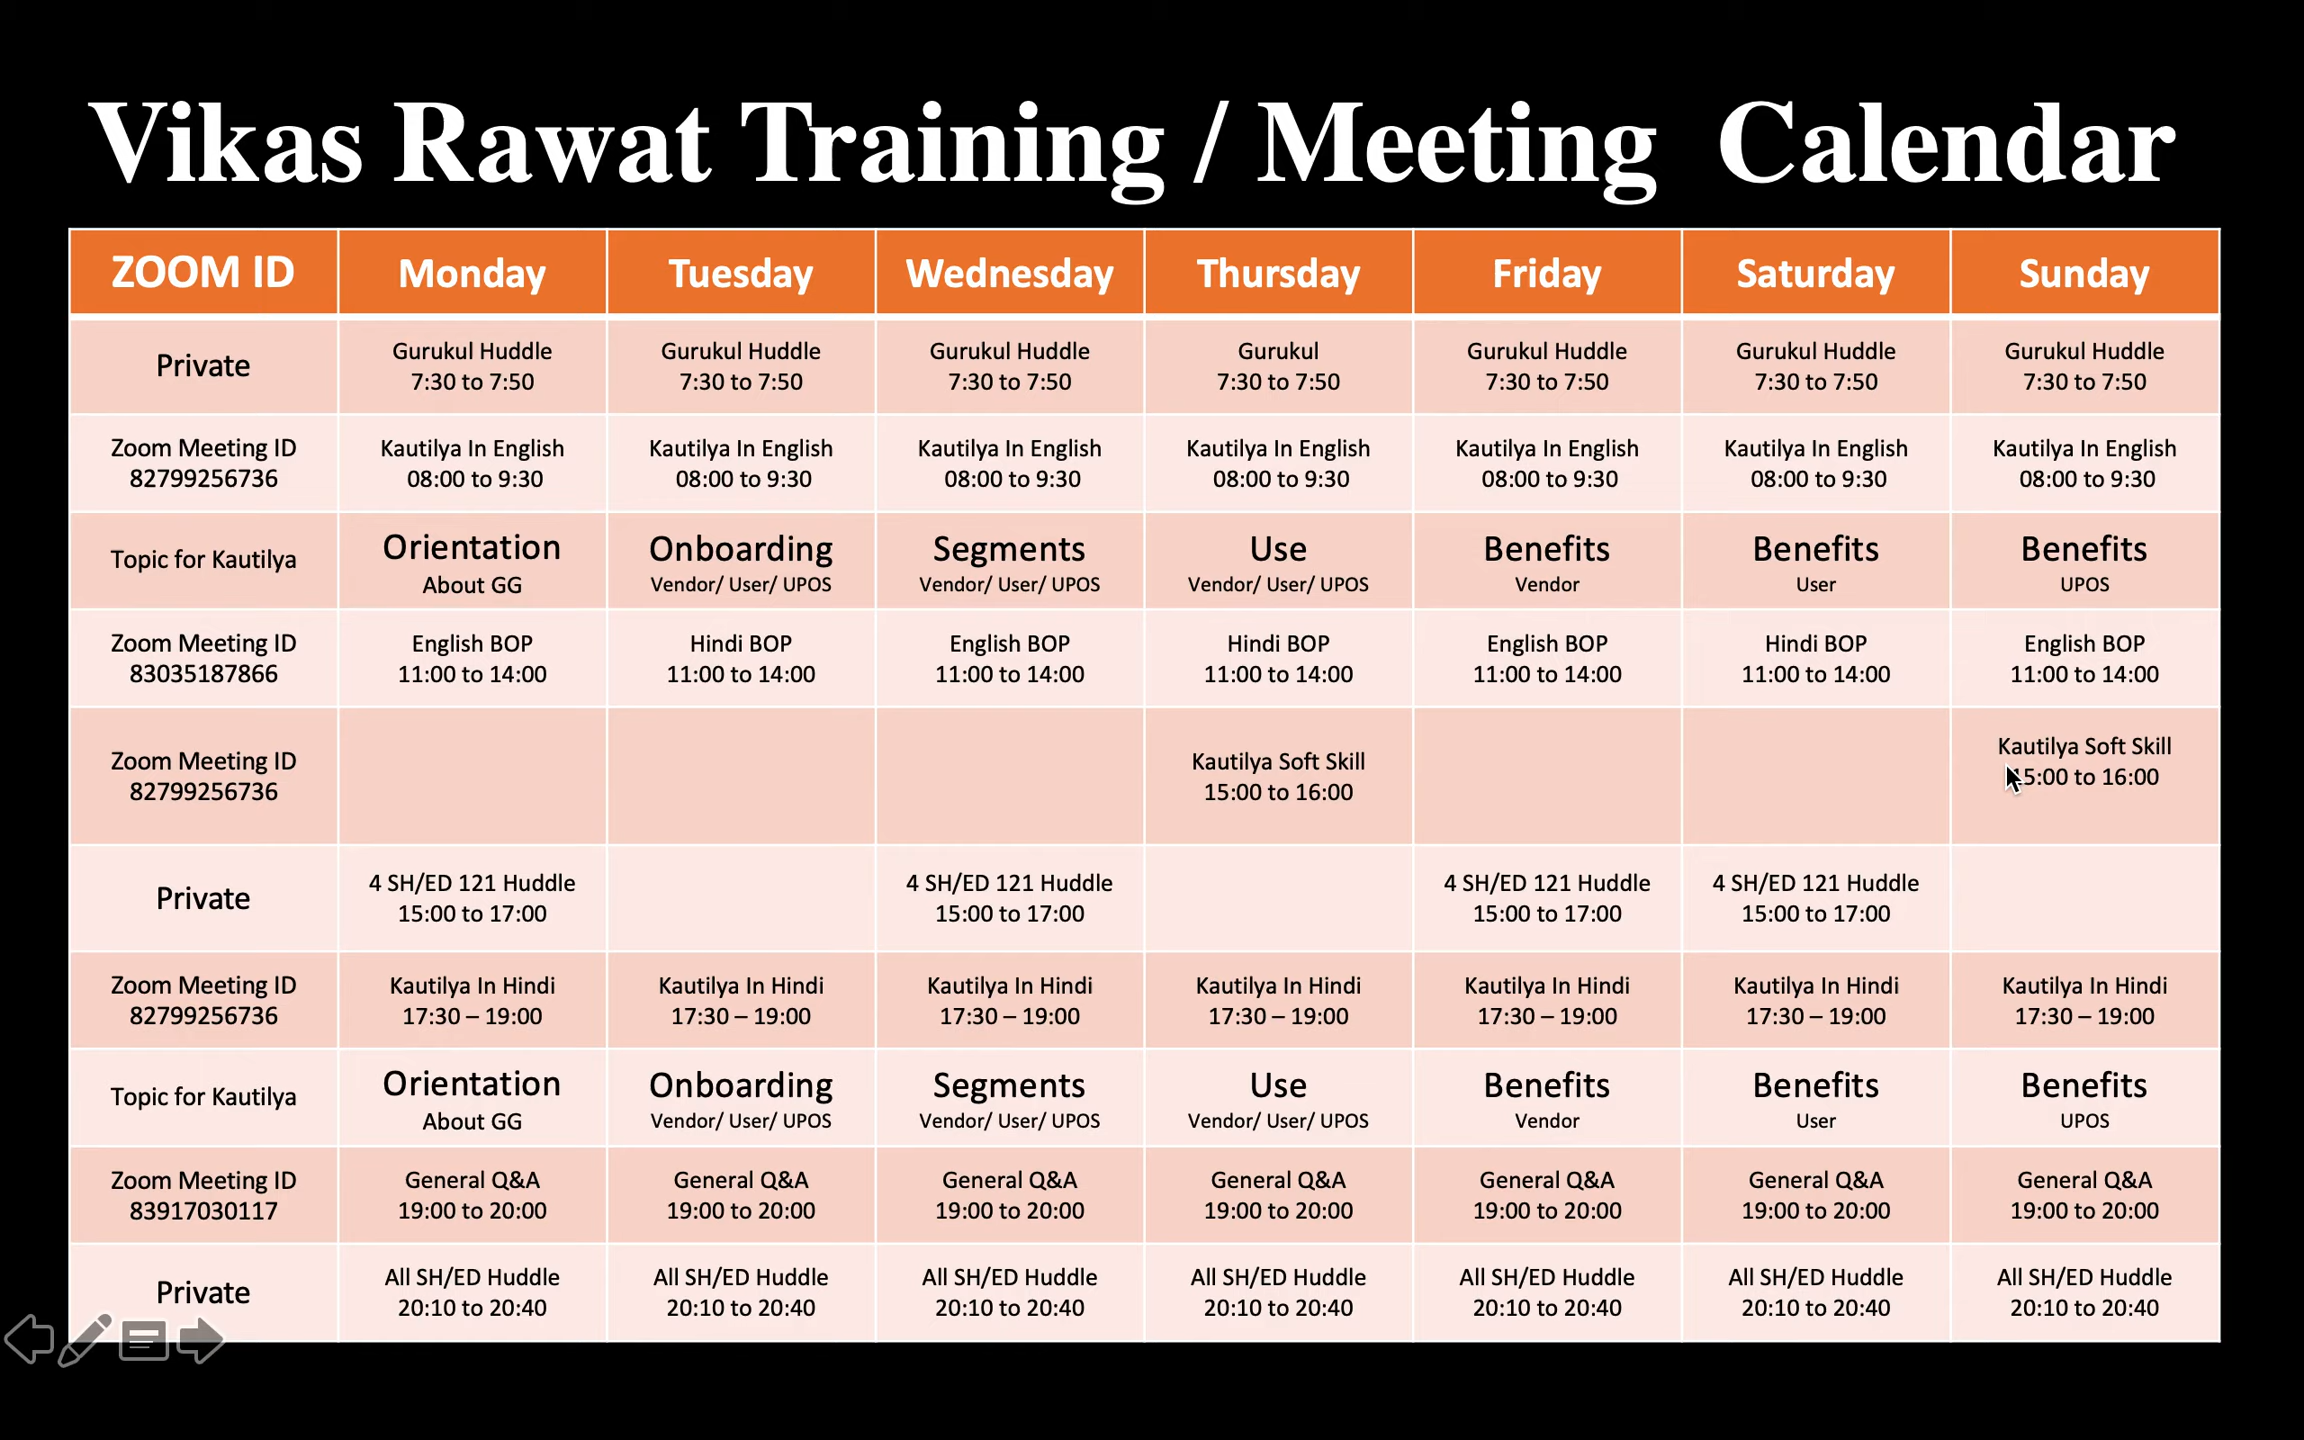 Vikas Rawat Training / Meeting Calendar
ZOOM ID Monday Tuesday Wednesday Thursday Friday Saturday Sunday
Private
Gurukul Huddle
7:30 to 7:50
Gurukul Huddle
7:30 to 7:50
Gurukul Huddle
7:30 to 7:50
Gurukul
7:30 to 7:50
Gurukul Huddle
7:30 to 7:50
Gurukul Huddle
7:30 to 7:50
Gurukul Huddle
7:30 to 7:50
Zoom Meeting ID
82799256736
Kautilya In English
08:00 to 9:30
Kautilya In English
08:00 to 9:30
Kautilya In English
08:00 to 9:30
Kautilya In English
08:00 to 9:30
Kautilya In English
08:00 to 9:30
Kautilya In English
08:00 to 9:30
Kautilya In English
08:00 to 9:30
Topic for Kautilya
Orientation
About GG
Onboarding
Vendor/ User/ UPOS
Segments
Vendor/ User/ UPOS
Use
Vendor/ User/ UPOS
Benefits
Vendor
Benefits
User
Benefits
UPOS
Zoom Meeting ID
83035187866
English BOP
11:00 to 14:00
Hindi BOP
11:00 to 14:00
English BOP
11:00 to 14:00
Hindi BOP
11:00 to 14:00
English BOP
11:00 to 14:00
Hindi BOP
11:00 to 14:00
English BOP
11:00 to 14:00
Zoom Meeting ID
82799256736
Kautilya Soft Skill
15:00 to 16:00
Kautilya Soft Skill
15:00 to 16:00
Private
4 SH/ED 121 Huddle
15:00 to 17:00
4 SH/ED 121 Huddle
15:00 to 17:00
4 SH/ED 121 Huddle
15:00 to 17:00
4 SH/ED 121 Huddle
15:00 to 17:00
Zoom Meeting ID
82799256736
Kautilya In Hindi
17:30 – 19:00
Kautilya In Hindi
17:30 – 19:00
Kautilya In Hindi
17:30 – 19:00
Kautilya In Hindi
17:30 – 19:00
Kautilya In Hindi
17:30 – 19:00
Kautilya In Hindi
17:30 – 19:00
Kautilya In Hindi
17:30 – 19:00
Topic for Kautilya
Orientation
About GG
Onboarding
Vendor/ User/ UPOS
Segments
Vendor/ User/ UPOS
Use
Vendor/ User/ UPOS
Benefits
Vendor
Benefits
User
Benefits
UPOS
Zoom Meeting ID
83917030117
General Q&A
19:00 to 20:00
General Q&A
19:00 to 20:00
General Q&A
19:00 to 20:00
General Q&A
19:00 to 20:00
General Q&A
19:00 to 20:00
General Q&A
19:00 to 20:00
General Q&A
19:00 to 20:00
Private
All SH/ED Huddle
20:10 to 20:40
All SH/ED Huddle
20:10 to 20:40
All SH/ED Huddle
20:10 to 20:40
All SH/ED Huddle
20:10 to 20:40
All SH/ED Huddle
20:10 to 20:40
All SH/ED Huddle
20:10 to 20:40
All SH/ED Huddle
20:10 to 20:40